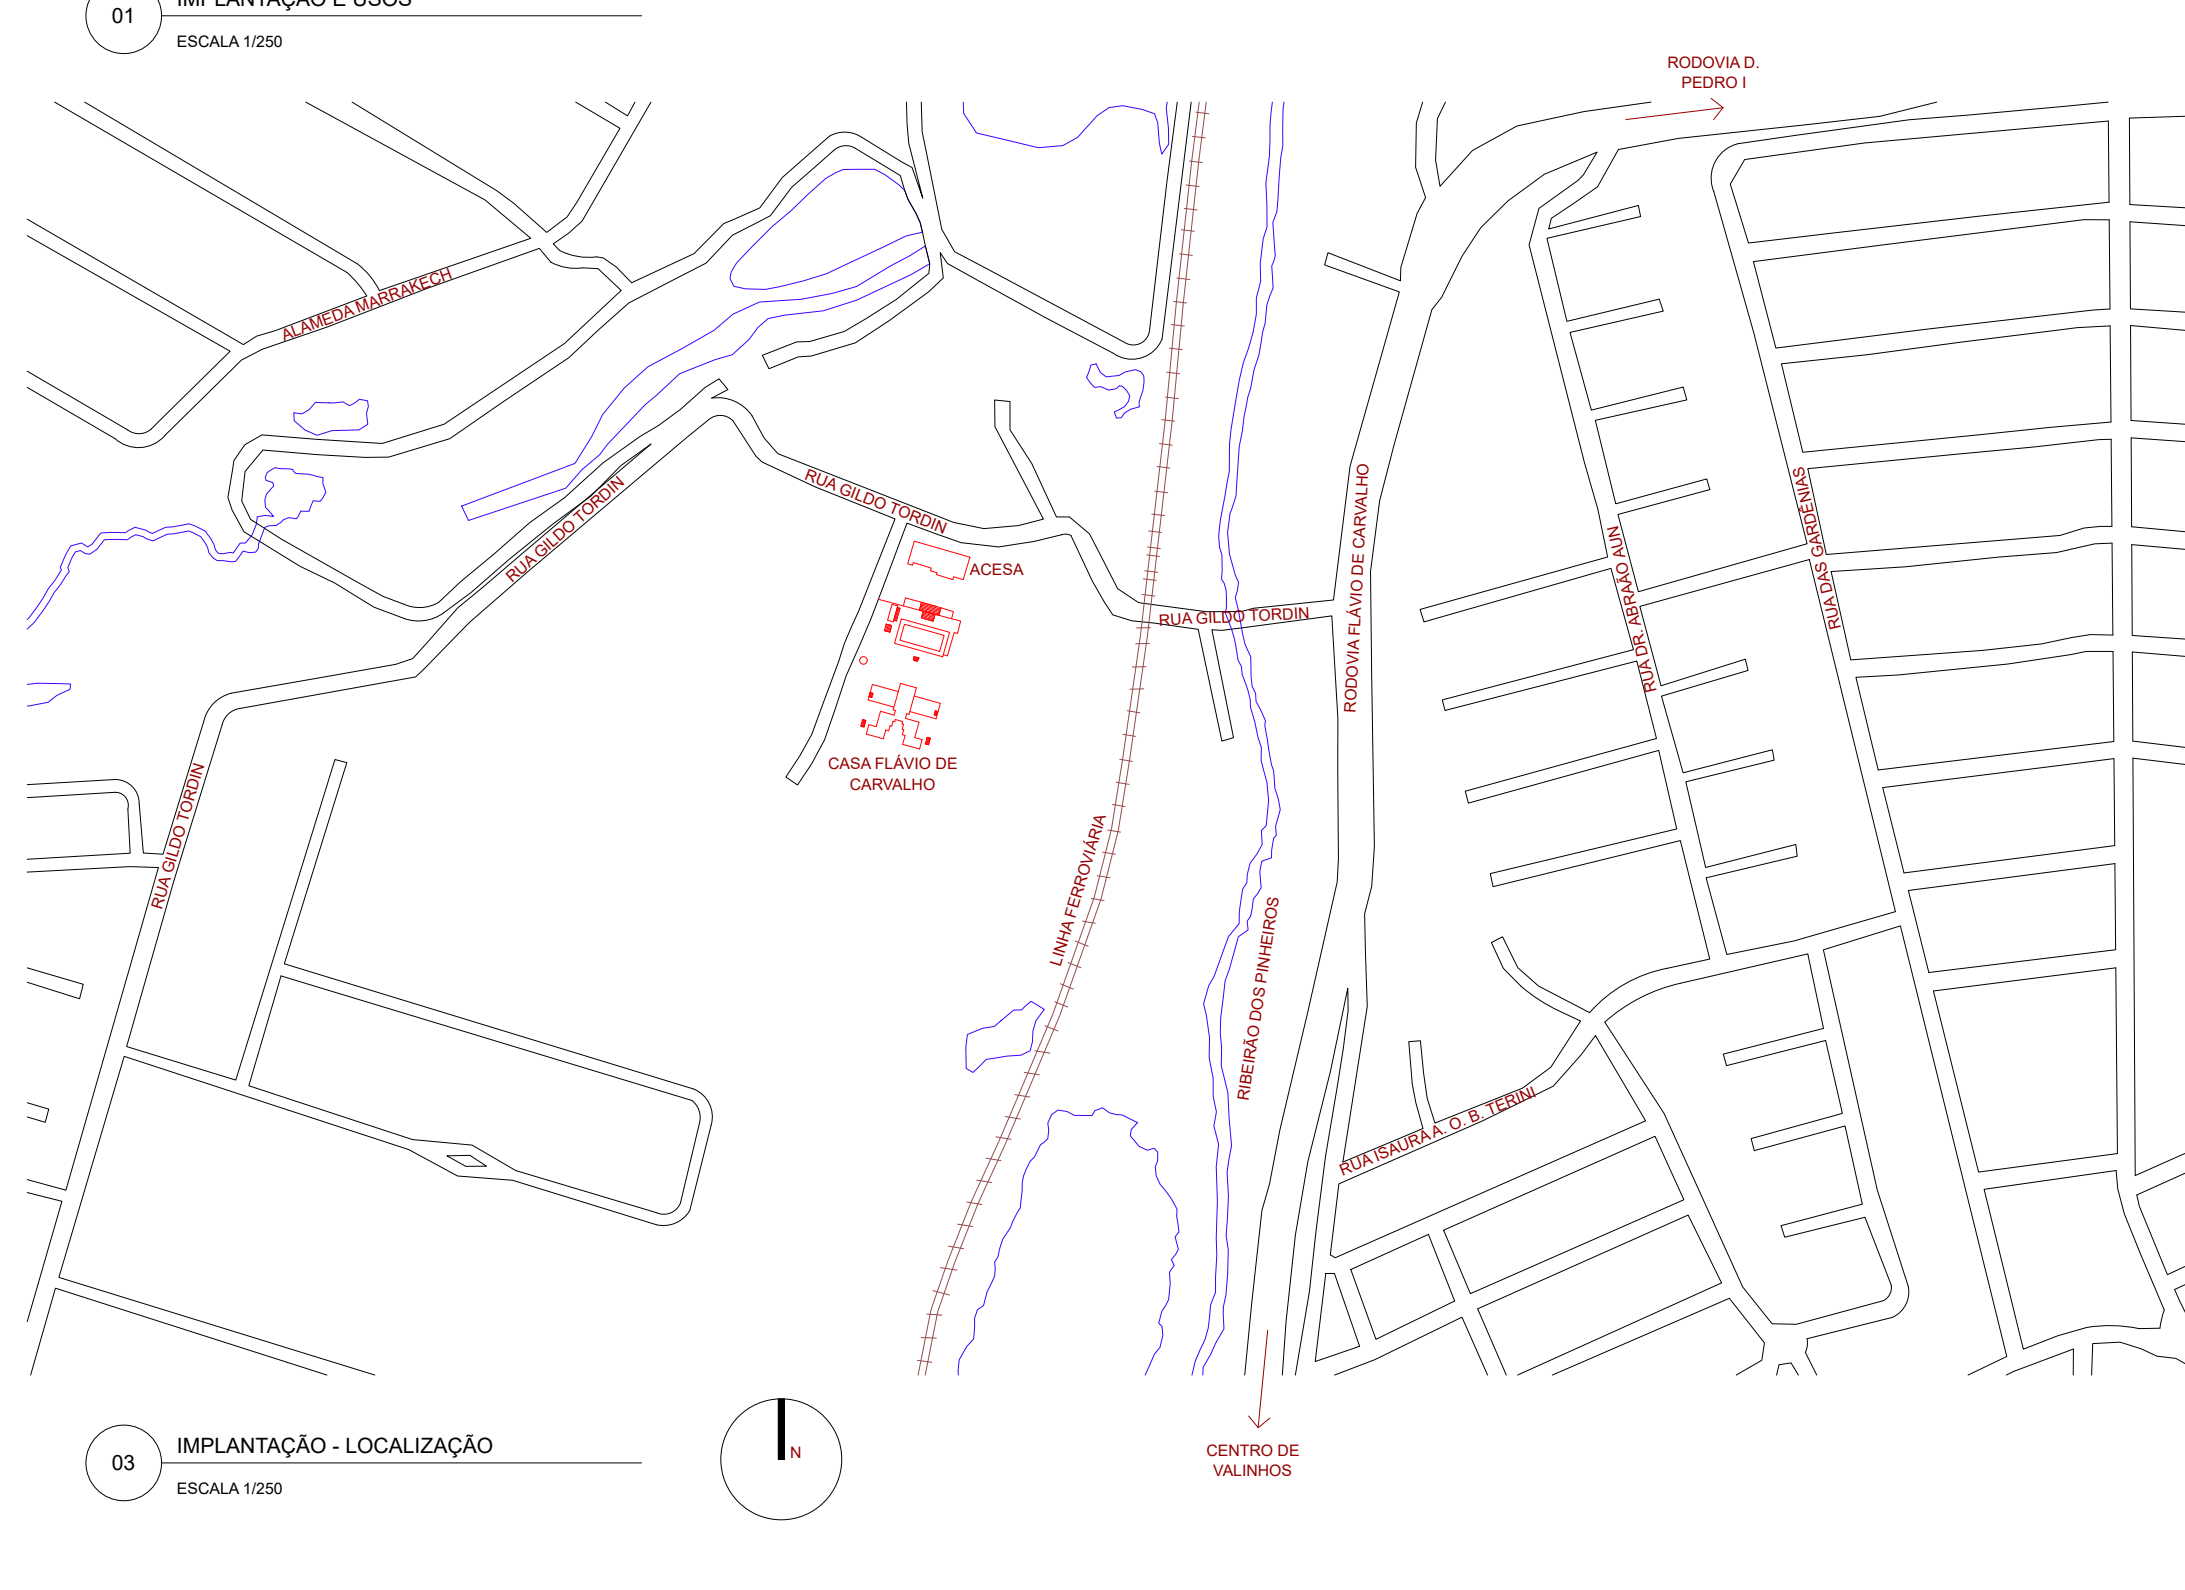 01
IMPLANTAÇÃO E USOS
ESCALA 1/250
RODOVIA D.
PEDRO I
ALAMEDA MARRAKECH
RUA GILDO TORDIN
RUA GILDO TORDIN
ACESA
RUA GILDO TORDIN
RODOVIA FLÁVIO DE CARVALHO
RUA DR. ABRAÃO AUN
RUA DAS GARDÊNIAS
CASA FLÁVIO DE
CARVALHO
RUA GILDO TORDIN
LINHA FERROVIÁRIA
RIBEIRÃO DOS PINHEIROS
RUA ISAURA A. O. B. TERINI
03
IMPLANTAÇÃO - LOCALIZAÇÃO
ESCALA 1/250
N
CENTRO DE
VALINHOS